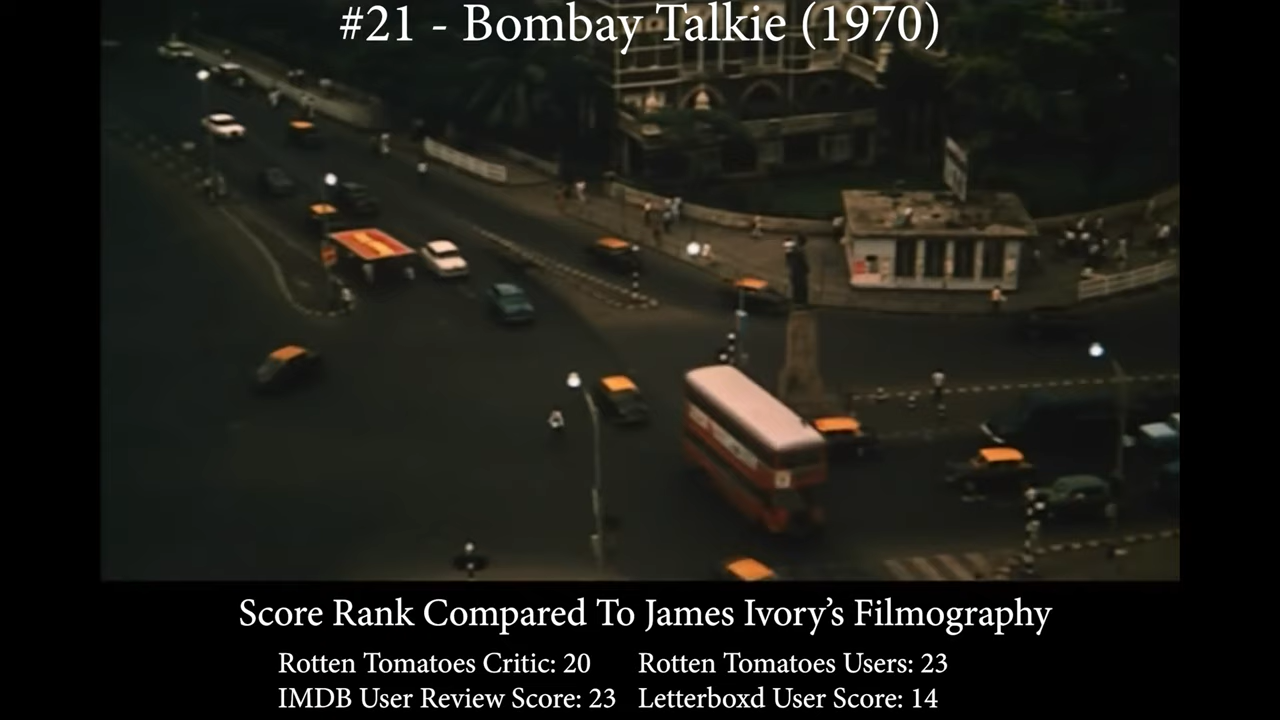 #21 - Bombay Talkie (1970)
Score Rank Compared To James Ivory's Filmography
Rotten Tomatoes Critic: 20 Rotten Tomatoes Users: 23
IMDB User Review Score: 23 Letterboxd User Score: 14